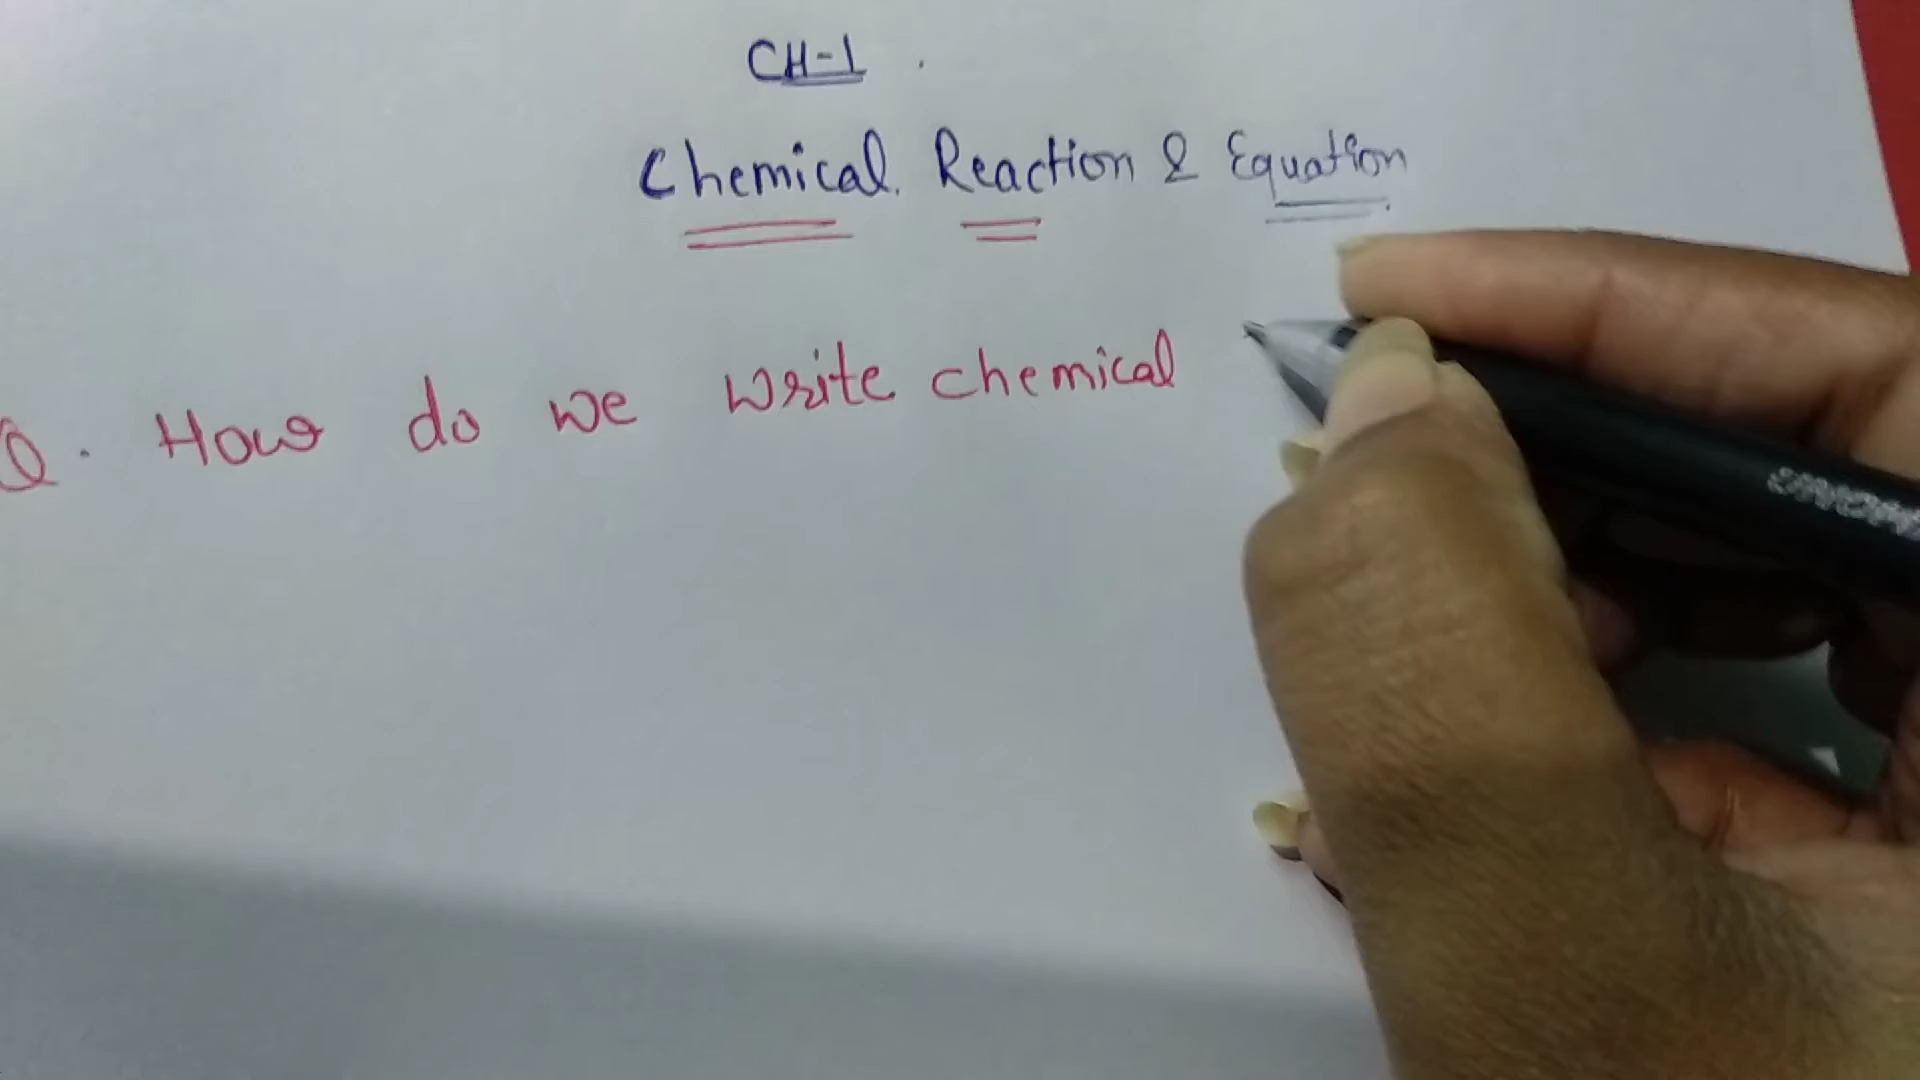 CH-1
Chemical Reaction & Equation
Q. How do we write chemical